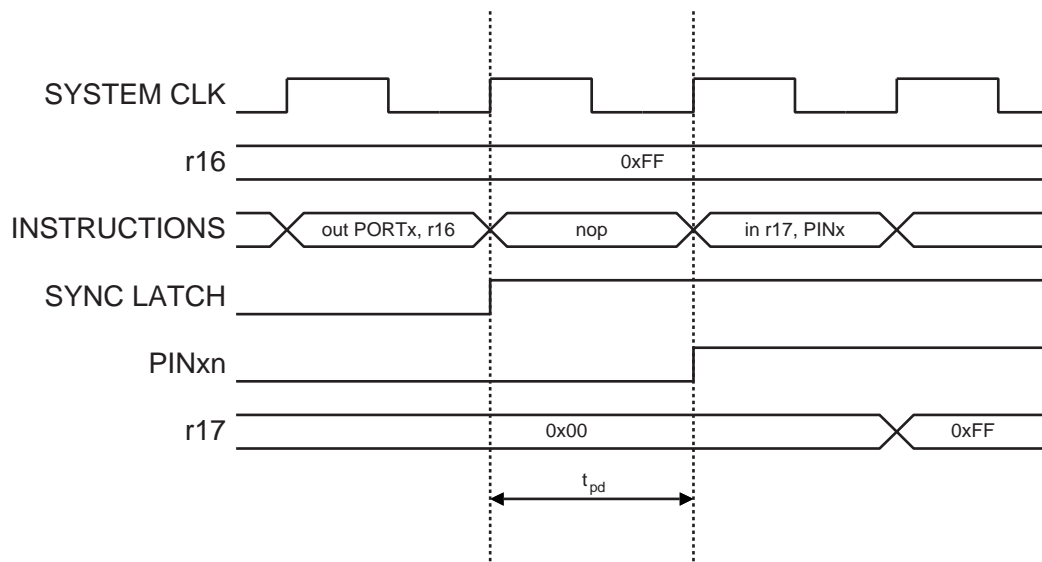 SYSTEM CLK
r16
0xFF
INSTRUCTIONS
out PORTx, r16
nop
in r17, PINx
SYNC LATCH
PINxn
r17
0x00
0xFF
tpd